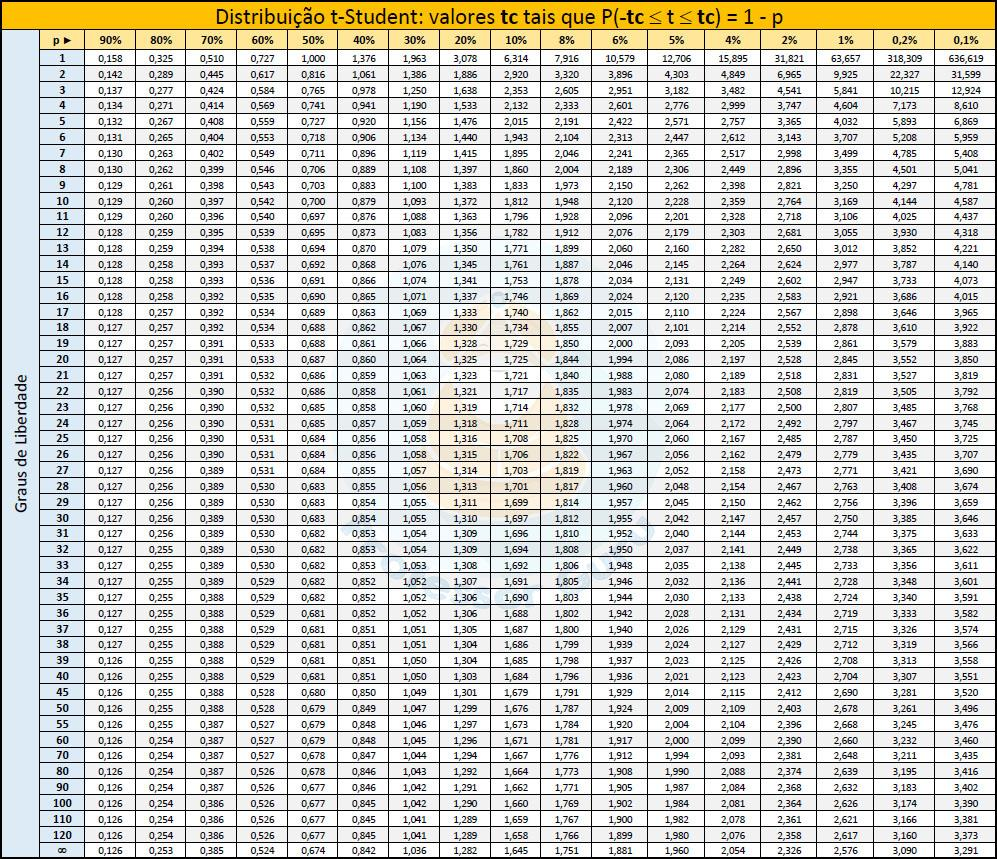 Distribuição t-Student: valores tc tais que P(-tc ≤ t ≤ tc) = 1 - p
Graus de Liberdade
p ► 90% 80% 70% 60% 50% 40% 30% 20% 10% 8% 6% 5% 4% 2% 1% 0,2% 0,1%
1 0,158 0,325 0,510 0,727 1,000 1,376 1,963 3,078 6,314 7,916 10,579 12,706 15,895 31,821 63,657 318,309 636,619
2 0,142 0,289 0,445 0,617 0,816 1,061 1,386 1,886 2,920 3,320 3,896 4,303 4,849 6,965 9,925 22,327 31,599
3 0,137 0,277 0,424 0,584 0,765 0,978 1,250 1,638 2,353 2,605 2,951 3,182 3,482 4,541 5,841 10,215 12,924
4 0,134 0,271 0,414 0,569 0,741 0,941 1,190 1,533 2,132 2,333 2,601 2,776 2,999 3,747 4,604 7,173 8,610
5 0,132 0,267 0,408 0,559 0,727 0,920 1,156 1,476 2,015 2,191 2,422 2,571 2,757 3,365 4,032 5,893 6,869
6 0,131 0,265 0,404 0,553 0,718 0,906 1,134 1,440 1,943 2,104 2,313 2,447 2,612 3,143 3,707 5,208 5,959
7 0,130 0,263 0,402 0,549 0,711 0,896 1,119 1,415 1,895 2,046 2,241 2,365 2,517 2,998 3,499 4,785 5,408
8 0,130 0,262 0,399 0,546 0,706 0,889 1,108 1,397 1,860 2,004 2,189 2,306 2,449 2,896 3,355 4,501 5,041
9 0,129 0,261 0,398 0,543 0,703 0,883 1,100 1,383 1,833 1,973 2,150 2,262 2,398 2,821 3,250 4,297 4,781
10 0,129 0,260 0,397 0,542 0,700 0,879 1,093 1,372 1,812 1,948 2,120 2,228 2,359 2,764 3,169 4,144 4,587
11 0,129 0,260 0,396 0,540 0,697 0,876 1,088 1,363 1,796 1,928 2,096 2,201 2,328 2,718 3,106 4,025 4,437
12 0,128 0,259 0,395 0,539 0,695 0,873 1,083 1,356 1,782 1,912 2,076 2,179 2,303 2,681 3,055 3,930 4,318
13 0,128 0,259 0,394 0,538 0,694 0,870 1,079 1,350 1,771 1,899 2,060 2,160 2,282 2,650 3,012 3,852 4,221
14 0,128 0,258 0,393 0,537 0,692 0,868 1,076 1,345 1,761 1,887 2,046 2,145 2,264 2,624 2,977 3,787 4,140
15 0,128 0,258 0,393 0,536 0,691 0,866 1,074 1,341 1,753 1,878 2,034 2,131 2,249 2,602 2,947 3,733 4,073
16 0,128 0,258 0,392 0,535 0,690 0,865 1,071 1,337 1,746 1,869 2,024 2,120 2,235 2,583 2,921 3,686 4,015
17 0,128 0,257 0,392 0,534 0,689 0,863 1,069 1,333 1,740 1,862 2,015 2,110 2,224 2,567 2,898 3,646 3,965
18 0,127 0,257 0,392 0,534 0,688 0,862 1,067 1,330 1,734 1,855 2,007 2,101 2,214 2,552 2,878 3,610 3,922
19 0,127 0,257 0,391 0,533 0,688 0,861 1,066 1,328 1,729 1,850 2,000 2,093 2,205 2,539 2,861 3,579 3,883
20 0,127 0,257 0,391 0,533 0,687 0,860 1,064 1,325 1,725 1,844 1,994 2,086 2,197 2,528 2,845 3,552 3,850
21 0,127 0,257 0,391 0,532 0,686 0,859 1,063 1,323 1,721 1,840 1,988 2,080 2,189 2,518 2,831 3,527 3,819
22 0,127 0,256 0,390 0,532 0,686 0,858 1,061 1,321 1,717 1,835 1,983 2,074 2,183 2,508 2,819 3,505 3,792
23 0,127 0,256 0,390 0,532 0,685 0,858 1,060 1,319 1,714 1,832 1,978 2,069 2,177 2,500 2,807 3,485 3,768
24 0,127 0,256 0,390 0,531 0,685 0,857 1,059 1,318 1,711 1,828 1,974 2,064 2,172 2,492 2,797 3,467 3,745
25 0,127 0,256 0,390 0,531 0,684 0,856 1,058 1,316 1,708 1,825 1,970 2,060 2,167 2,485 2,787 3,450 3,725
26 0,127 0,256 0,390 0,531 0,684 0,856 1,058 1,315 1,706 1,822 1,967 2,056 2,162 2,479 2,779 3,435 3,707
27 0,127 0,256 0,389 0,531 0,684 0,855 1,057 1,314 1,703 1,819 1,963 2,052 2,158 2,473 2,771 3,421 3,690
28 0,127 0,256 0,389 0,530 0,683 0,855 1,056 1,313 1,701 1,817 1,960 2,048 2,154 2,467 2,763 3,408 3,674
29 0,127 0,256 0,389 0,530 0,683 0,854 1,055 1,311 1,699 1,814 1,957 2,045 2,150 2,462 2,756 3,396 3,659
30 0,127 0,256 0,389 0,530 0,683 0,854 1,055 1,310 1,697 1,812 1,955 2,042 2,147 2,457 2,750 3,385 3,646
31 0,127 0,256 0,389 0,530 0,682 0,853 1,054 1,309 1,696 1,810 1,952 2,040 2,144 2,453 2,744 3,375 3,633
32 0,127 0,256 0,389 0,530 0,682 0,853 1,054 1,309 1,694 1,808 1,950 2,037 2,141 2,449 2,738 3,365 3,622
33 0,127 0,255 0,389 0,530 0,682 0,853 1,053 1,308 1,692 1,806 1,948 2,035 2,138 2,445 2,733 3,356 3,611
34 0,127 0,255 0,389 0,529 0,682 0,852 1,052 1,307 1,691 1,805 1,946 2,032 2,136 2,441 2,728 3,348 3,601
35 0,127 0,255 0,388 0,529 0,682 0,852 1,052 1,306 1,690 1,803 1,944 2,030 2,133 2,438 2,724 3,340 3,591
36 0,127 0,255 0,388 0,529 0,681 0,852 1,052 1,306 1,688 1,802 1,942 2,028 2,131 2,434 2,719 3,333 3,582
37 0,127 0,255 0,388 0,529 0,681 0,851 1,051 1,305 1,687 1,800 1,940 2,026 2,129 2,431 2,715 3,326 3,574
38 0,127 0,255 0,388 0,529 0,681 0,851 1,051 1,304 1,686 1,799 1,939 2,024 2,127 2,429 2,712 3,319 3,566
39 0,126 0,255 0,388 0,529 0,681 0,851 1,050 1,304 1,685 1,798 1,937 2,023 2,125 2,426 2,708 3,313 3,558
40 0,126 0,255 0,388 0,529 0,681 0,851 1,050 1,303 1,684 1,796 1,936 2,021 2,123 2,423 2,704 3,307 3,551
45 0,126 0,255 0,388 0,528 0,680 0,850 1,049 1,301 1,679 1,791 1,929 2,014 2,115 2,412 2,690 3,281 3,520
50 0,126 0,255 0,388 0,528 0,679 0,849 1,047 1,299 1,676 1,787 1,924 2,009 2,109 2,403 2,678 3,261 3,496
55 0,126 0,255 0,387 0,527 0,679 0,848 1,046 1,297 1,673 1,784 1,920 2,004 2,104 2,396 2,668 3,245 3,476
60 0,126 0,254 0,387 0,527 0,679 0,848 1,045 1,296 1,671 1,781 1,917 2,000 2,099 2,390 2,660 3,232 3,460
70 0,126 0,254 0,387 0,527 0,678 0,847 1,044 1,294 1,667 1,776 1,912 1,994 2,093 2,381 2,648 3,211 3,435
80 0,126 0,254 0,387 0,526 0,678 0,846 1,043 1,292 1,664 1,773 1,908 1,990 2,088 2,374 2,639 3,195 3,416
90 0,126 0,254 0,387 0,526 0,677 0,846 1,042 1,291 1,662 1,771 1,905 1,987 2,084 2,368 2,632 3,183 3,402
100 0,126 0,254 0,386 0,526 0,677 0,845 1,042 1,290 1,660 1,769 1,902 1,984 2,081 2,364 2,626 3,174 3,390
110 0,126 0,254 0,386 0,526 0,677 0,845 1,041 1,289 1,659 1,767 1,900 1,982 2,078 2,361 2,621 3,166 3,381
120 0,126 0,254 0,386 0,526 0,677 0,845 1,041 1,289 1,658 1,766 1,899 1,980 2,076 2,358 2,617 3,160 3,373
∞ 0,126 0,253 0,385 0,524 0,674 0,842 1,036 1,282 1,645 1,751 1,881 1,960 2,054 2,326 2,576 3,090 3,291